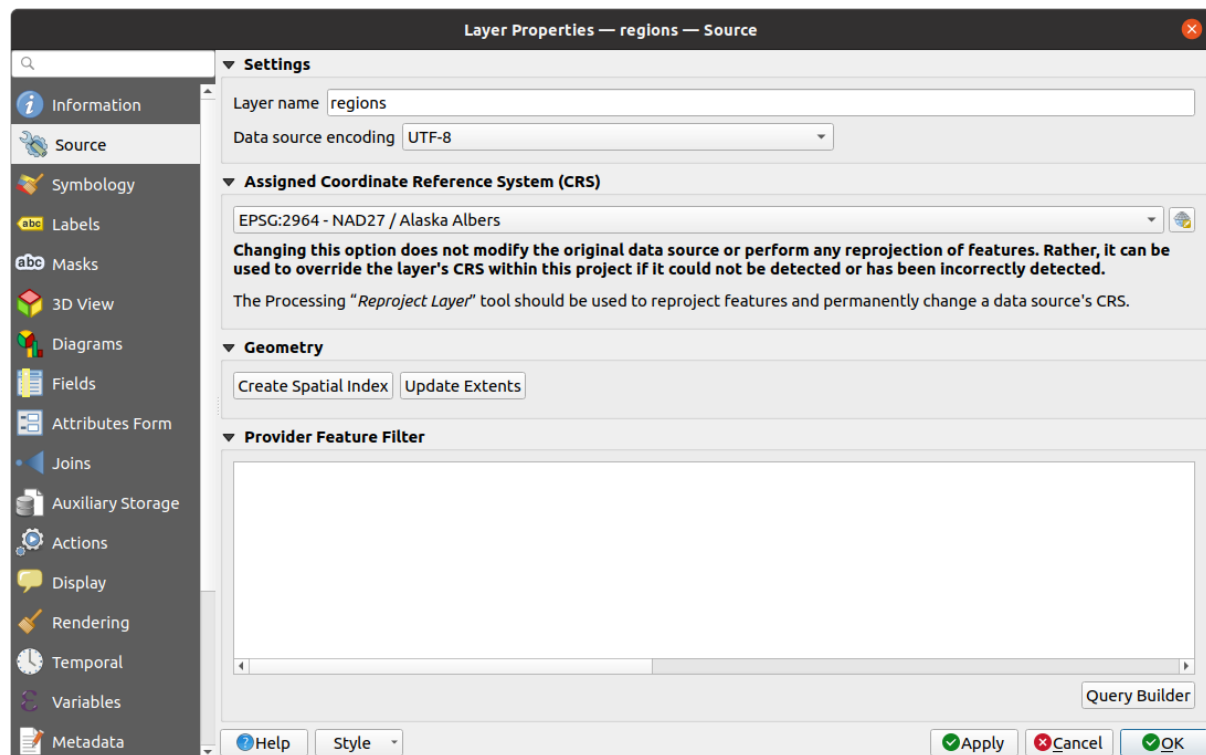 Layer Properties — regions — Source
Information
Source
Symbology
abc Labels
abc Masks
3D View
Diagrams
Fields
Attributes Form
Joins
Auxiliary Storage
Actions
Display
Rendering
Temporal
ε Variables
Metadata
Settings
Layer name regions
Data source encoding UTF-8
Assigned Coordinate Reference System (CRS)
EPSG:2964 - NAD27 / Alaska Albers
Changing this option does not modify the original data source or perform any reprojection of features. Rather, it can be
used to override the layer's CRS within this project if it could not be detected or has been incorrectly detected.
The Processing “Reproject Layer” tool should be used to reproject features and permanently change a data source's CRS.
Geometry
Create Spatial Index Update Extents
Provider Feature Filter
Query Builder
Help Style Apply Cancel OK